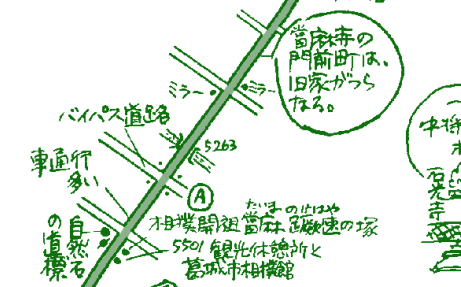 當麻寺の
門前町は、
旧家がつら
なる。
ミラー
ミラー
バイパス道路
5263
車通行
多い
A
たいまのけはや
相撲開祖當麻蹶速の塚
5501 観光休憩所と
葛城市相撲館
自然石
の道標
石光寺